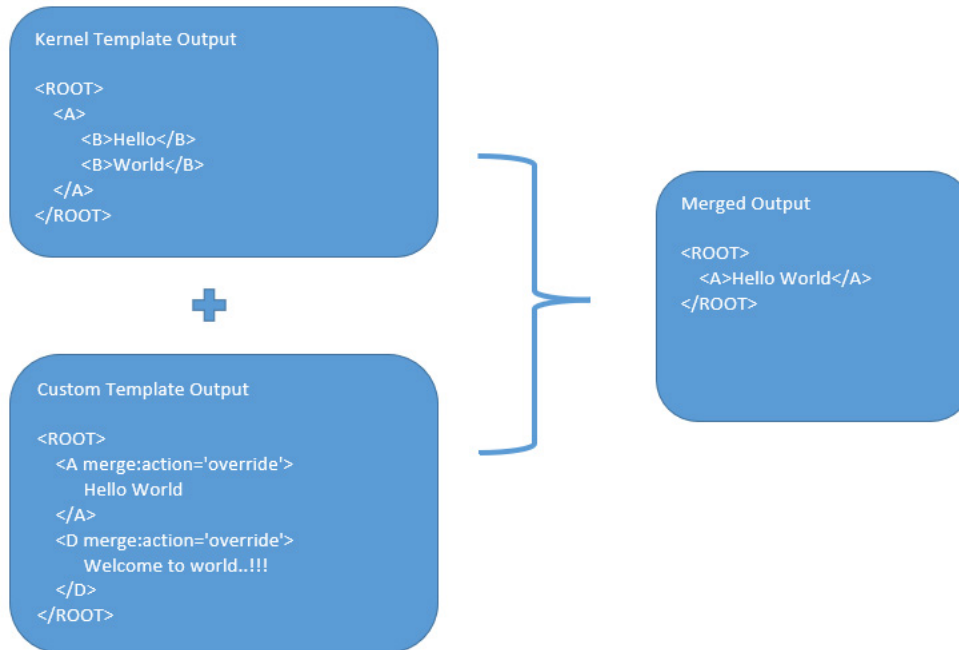 Kernel Template Output
<ROOT>
<A>
<B>Hello</B>
<B>World</B>
</A>
</ROOT>
Custom Template Output
<ROOT>
<A merge:action='override'>
Hello World
</A>
<D merge:action='override'>
Welcome to world..!!!
</D>
</ROOT>
Merged Output
<ROOT>
<A>Hello World</A>
</ROOT>